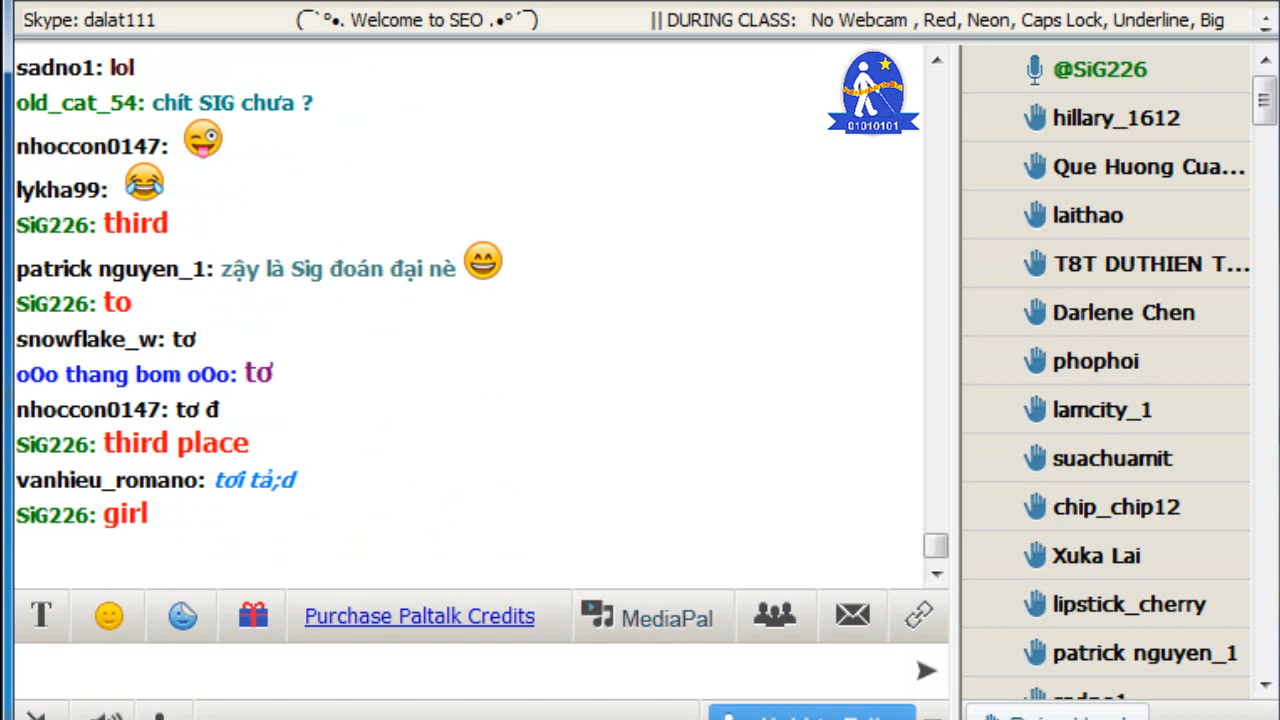 Skype: dalat111 (¯`°•. Welcome to SEO .•°´¯) || DURING CLASS: No Webcam , Red, Neon, Caps Lock, Underline, Big
sadno1: lol
old_cat_54: chít SIG chưa ?
nhoccon0147: 😜
lykha99: 😂
SiG226: third
patrick nguyen_1: zậy là Sig đoán đại nè 😄
SiG226: to
snowflake_w: tơ
oOo thang bom oOo: tơ
nhoccon0147: tơ đ
SiG226: third place
vanhieu_romano: tơi tả;d
SiG226: girl
01010101
@SiG226
hillary_1612
Que Huong Cua...
laithao
T8T DUTHIEN T...
Darlene Chen
phophoi
lamcity_1
suachuamit
chip_chip12
Xuka Lai
lipstick_cherry
patrick nguyen_1
sadno1
T Purchase Paltalk Credits MediaPal